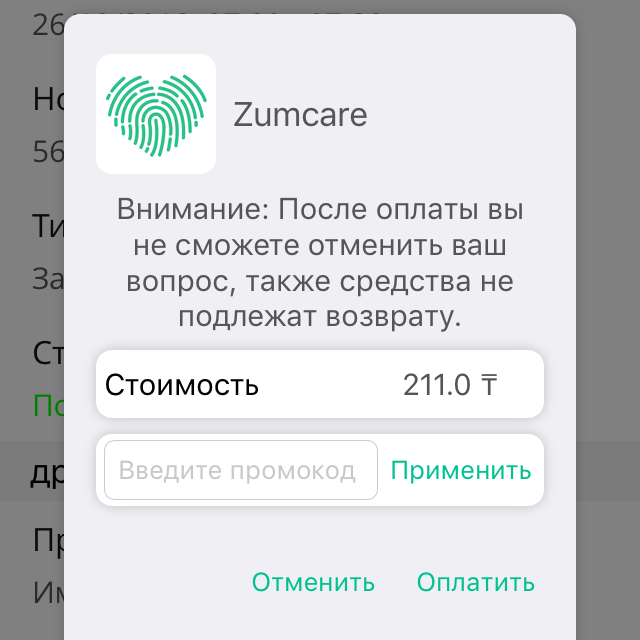 Zumcare
Внимание: После оплаты вы
не сможете отменить ваш
вопрос, также средства не
подлежат возврату.
Стоимость 211.0 ₸
Введите промокод Применить
Отменить Оплатить